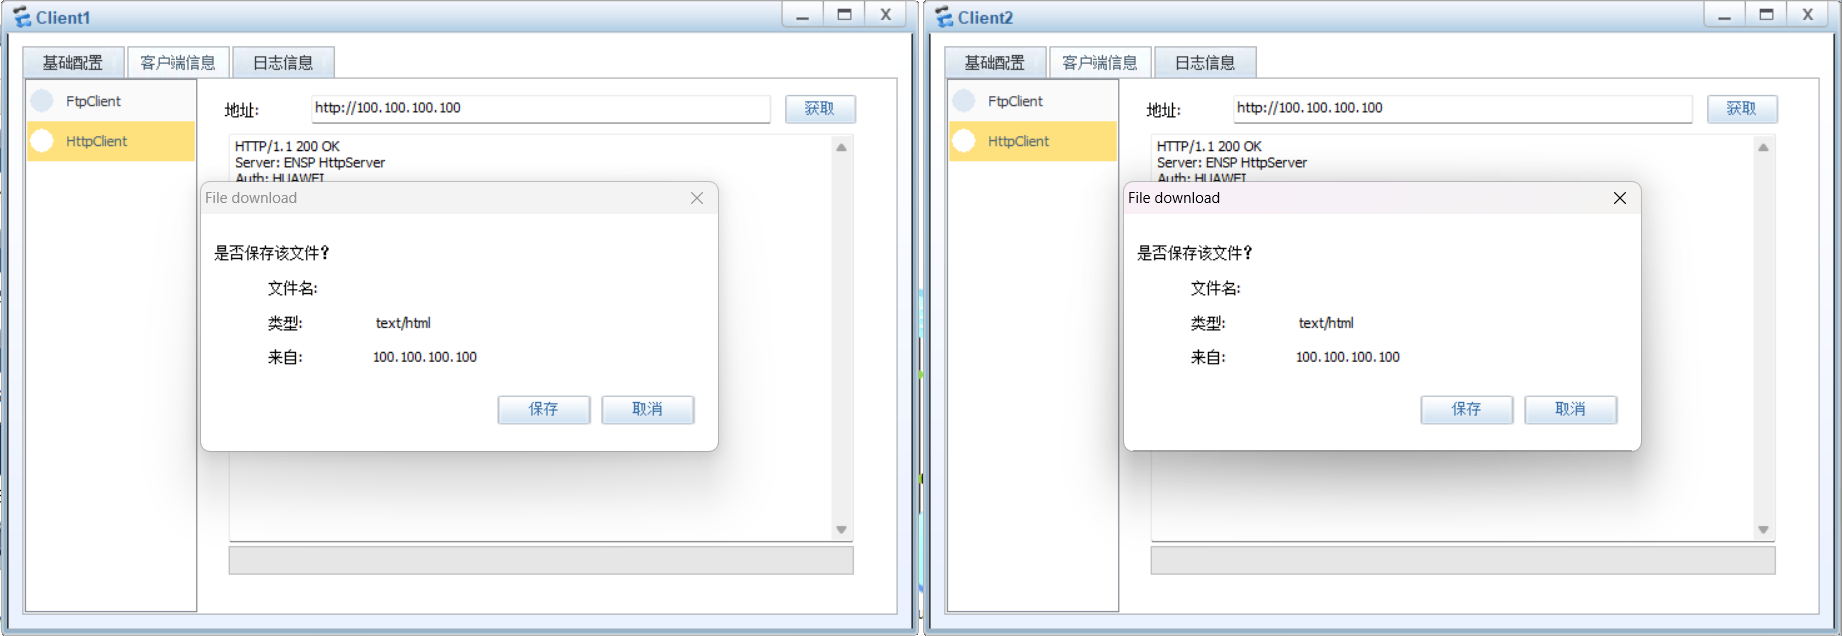 Client1
基础配置 客户端信息 日志信息
FtpClient
HttpClient
地址: http://100.100.100.100 获取
HTTP/1.1 200 OK
Server: ENSP HttpServer
Auth: HUAWEI
File download
是否保存该文件?
文件名:
类型: text/html
来自: 100.100.100.100
保存 取消
Client2
基础配置 客户端信息 日志信息
FtpClient
HttpClient
地址: http://100.100.100.100 获取
HTTP/1.1 200 OK
Server: ENSP HttpServer
Auth: HUAWEI
File download
是否保存该文件?
文件名:
类型: text/html
来自: 100.100.100.100
保存 取消